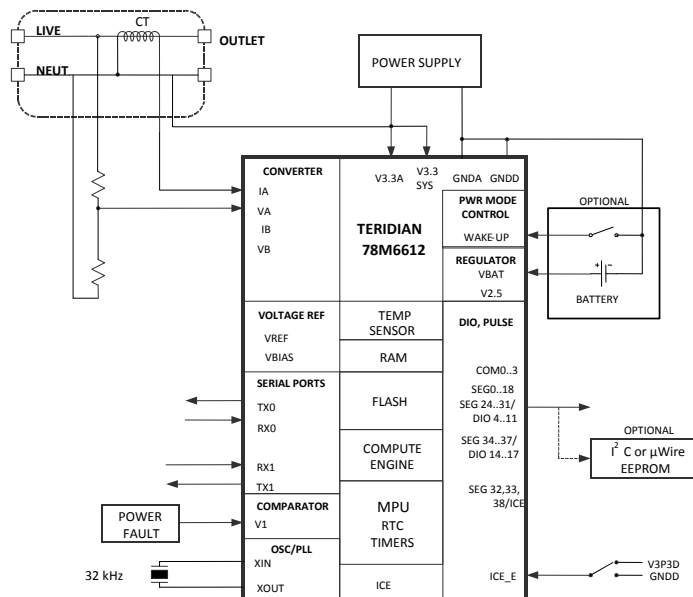 CT
LIVE
OUTLET
NEUT
POWER SUPPLY
CONVERTER
IA
VA
IB
VB
V3.3A
V3.3
SYS
GNDA GNDD
TERIDIAN
78M6612
PWR MODE
CONTROL
WAKE-UP
REGULATOR
VBAT
V2.5
OPTIONAL
+ –
BATTERY
VOLTAGE REF
VREF
VBIAS
TEMP
SENSOR
RAM
DIO, PULSE
COM0..3
SEG0..18
SEG 24..31/
DIO 4..11
SEG 34..37/
DIO 14..17
SEG 32,33,
38/ICE
SERIAL PORTS
TX0
RX0
RX1
TX1
FLASH
COMPUTE
ENGINE
OPTIONAL
I² C or µWire
EEPROM
POWER
FAULT
COMPARATOR
V1
MPU
RTC
TIMERS
OSC/PLL
XIN
XOUT
32 kHz
ICE
ICE_E
V3P3D
GNDD